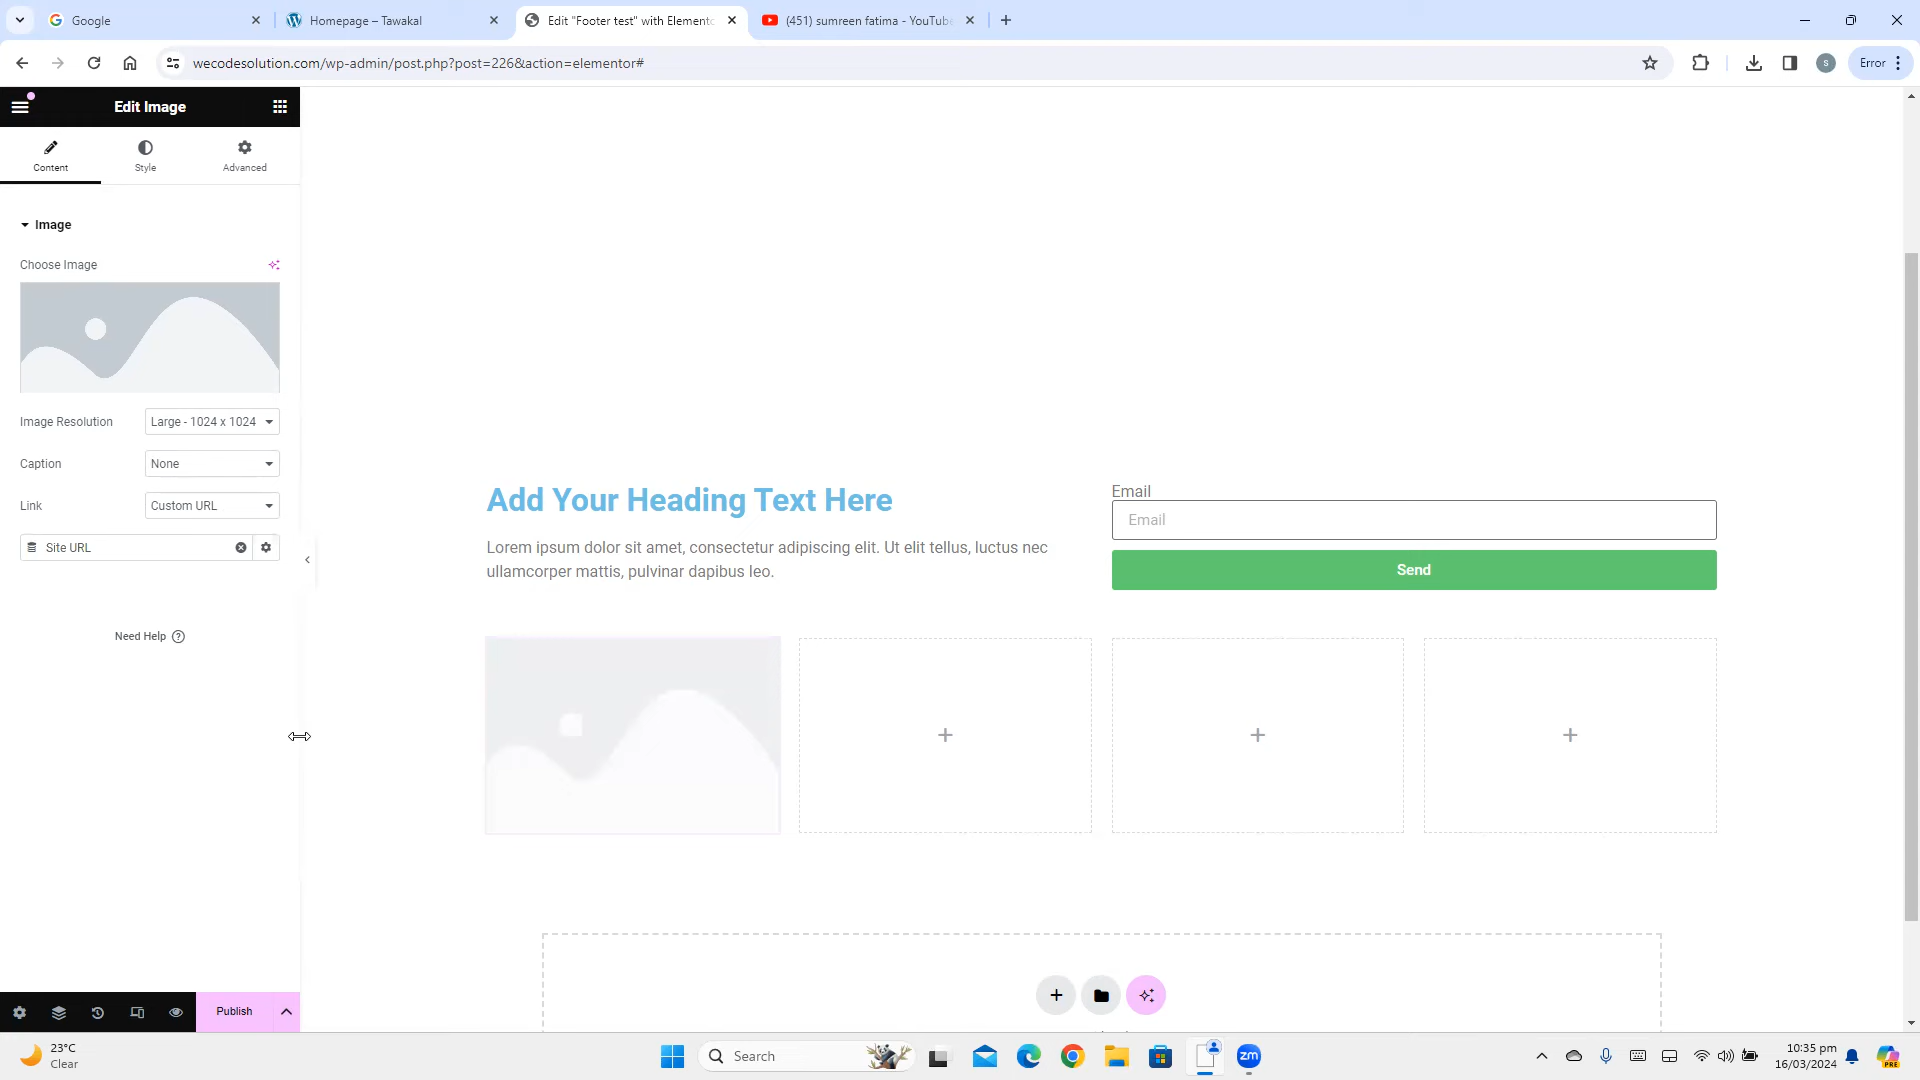 Google
Homepage – Tawakal
Edit "Footer test" with Elemento
(451) sumreen fatima - YouTube
wecodesolution.com/wp-admin/post.php?post=226&action=elementor#
S
Error
Edit Image
Content
Style
Advanced
Image
Choose Image
Image Resolution
Large - 1024 x 1024
Caption
None
Link
Custom URL
Site URL
Need Help
Publish
Add Your Heading Text Here
Lorem ipsum dolor sit amet, consectetur adipiscing elit. Ut elit tellus, luctus nec
ullamcorper mattis, pulvinar dapibus leo.
Email
Email
Send
23°C
Clear
Search
zm
10:35 pm
16/03/2024
PRE